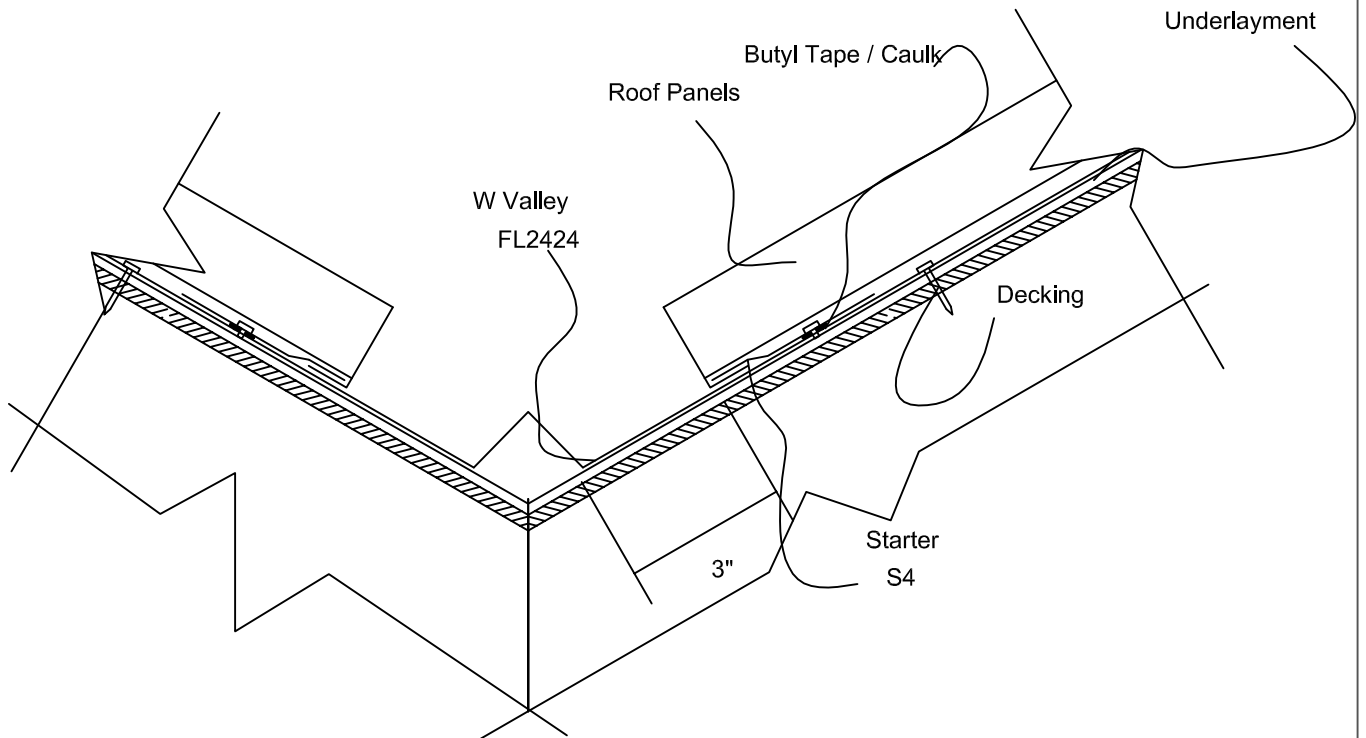 Underlayment
Butyl Tape / Caulk
Roof Panels
W Valley
FL2424
Decking
Starter
S4
3"